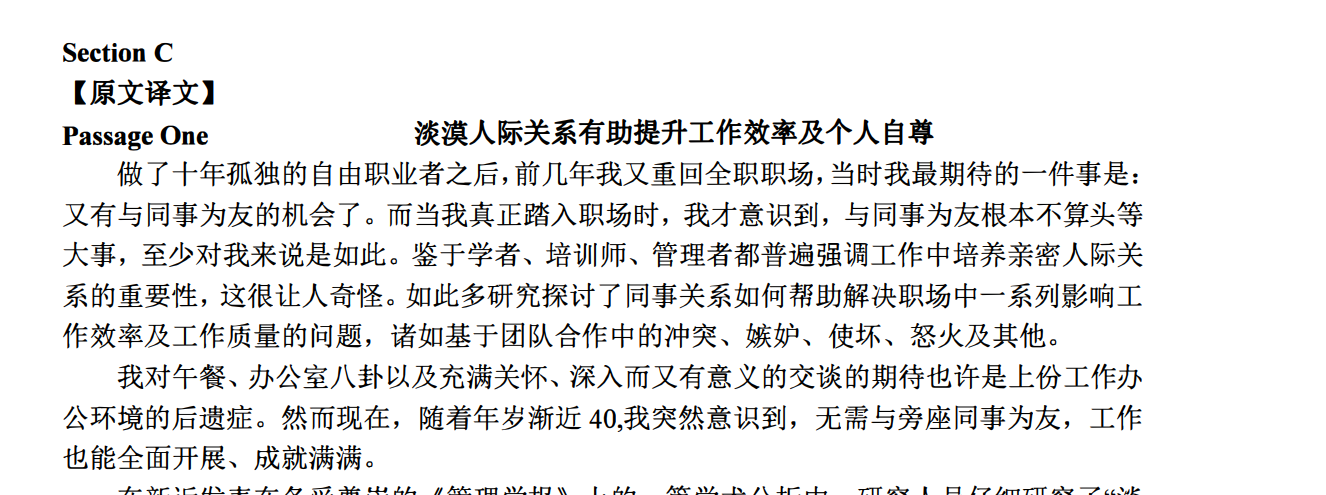 Section C
【原文译文】
Passage One 淡漠人际关系有助提升工作效率及个人自尊
做了十年孤独的自由职业者之后，前几年我又重回全职职场，当时我最期待的一件事是：
又有与同事为友的机会了。而当我真正踏入职场时，我才意识到，与同事为友根本不算头等
大事，至少对我来说是如此。鉴于学者、培训师、管理者都普遍强调工作中培养亲密人际关
系的重要性，这很让人奇怪。如此多研究探讨了同事关系如何帮助解决职场中一系列影响工
作效率及工作质量的问题，诸如基于团队合作中的冲突、嫉妒、使坏、怒火及其他。
我对午餐、办公室八卦以及充满关怀、深入而又有意义的交谈的期待也许是上份工作办
公环境的后遗症。然而现在，随着年岁渐近 40,我突然意识到，无需与旁座同事为友，工作
也能全面开展、成就满满。